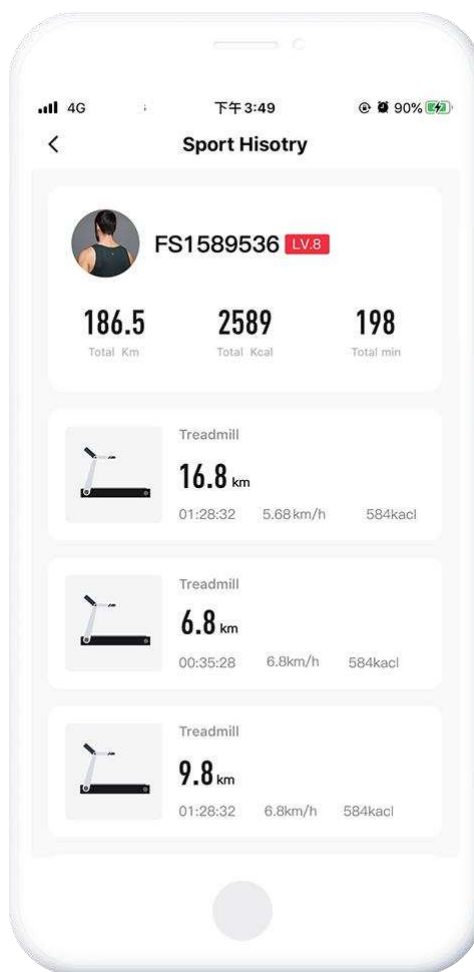 4G 下午3:49 90%
Sport Hisotry
FS1589536 LV.8
186.5 2589 198
Total Km Total Kcal Total min
Treadmill
16.8 km
01:28:32 5.68km/h 584kacl
Treadmill
6.8 km
00:35:28 6.8km/h 584kacl
Treadmill
9.8 km
01:28:32 6.8km/h 584kacl